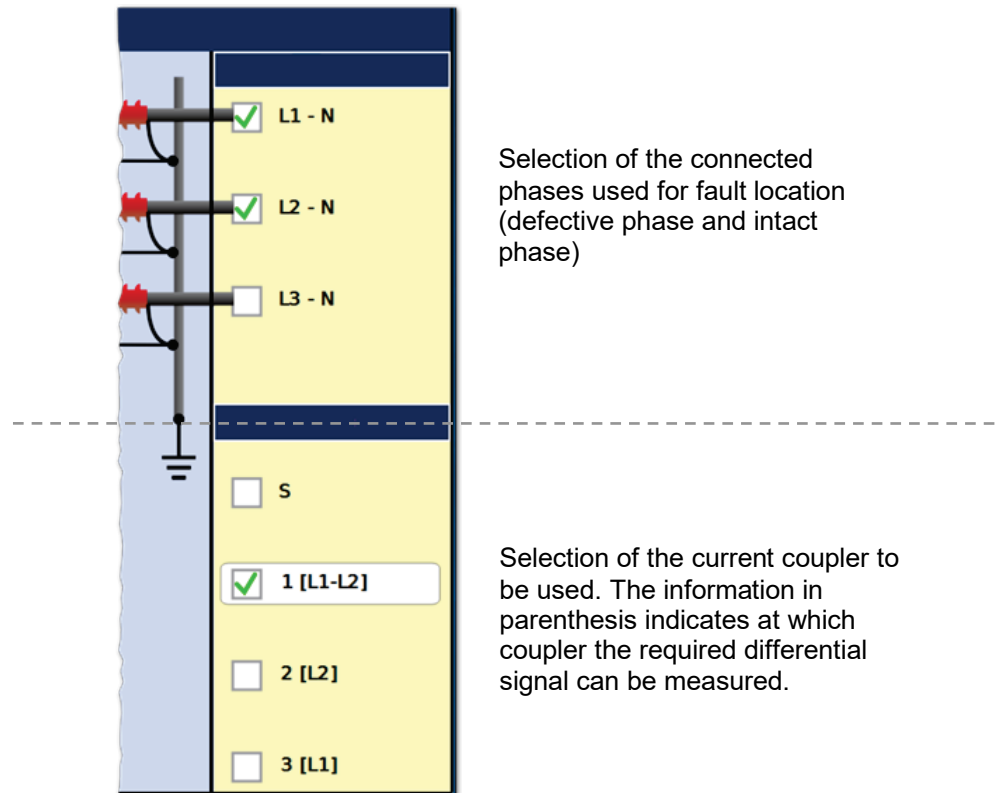 L1 - N
L2 - N
L3 - N
Selection of the connected
phases used for fault location
(defective phase and intact
phase)
S
1 [L1-L2]
2 [L2]
3 [L1]
Selection of the current coupler to
be used. The information in
parenthesis indicates at which
coupler the required differential
signal can be measured.